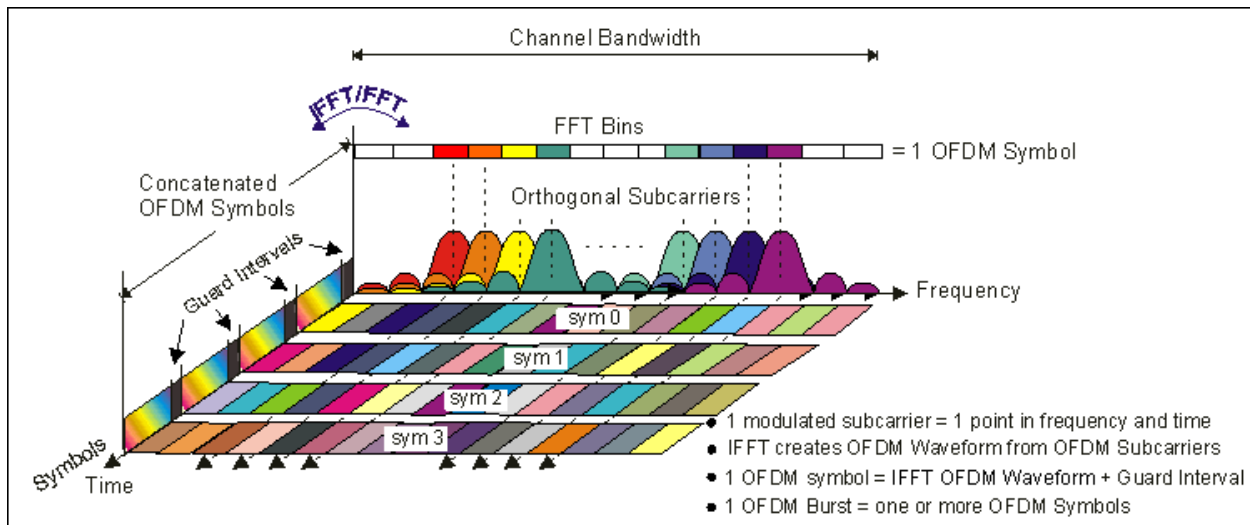 Channel Bandwidth
IFFT/FFT
FFT Bins
= 1 OFDM Symbol
Concatenated
OFDM Symbols
Orthogonal Subcarriers
Guard Intervals
Frequency
sym 0
sym 1
sym 2
sym 3
Symbols
Time
• 1 modulated subcarrier = 1 point in frequency and time
• IFFT creates OFDM Waveform from OFDM Subcarriers
• 1 OFDM symbol = IFFT OFDM Waveform + Guard Interval
• 1 OFDM Burst = one or more OFDM Symbols